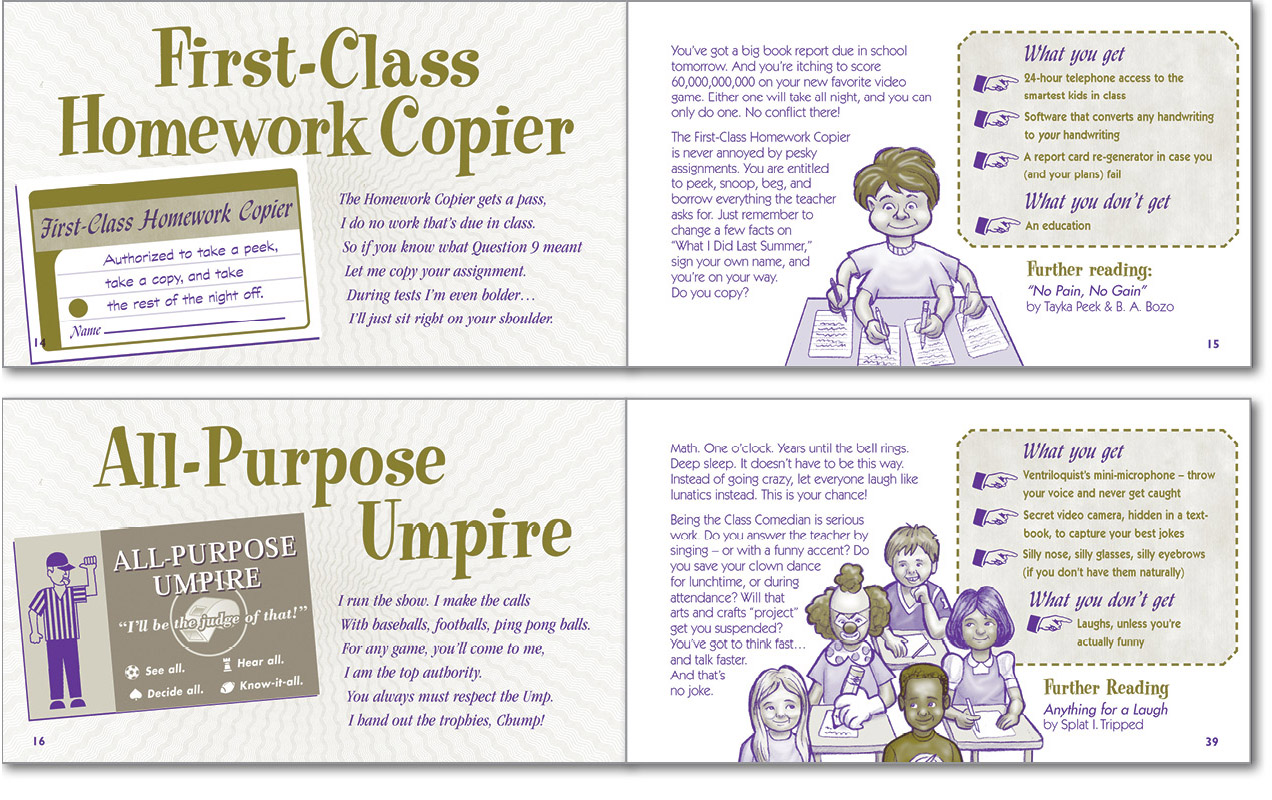 First-Class
Homework Copier
First-Class Homework Copier
Authorized to take a peek,
take a copy, and take
the rest of the night off.
Name
14
The Homework Copier gets a pass,
I do no work that's due in class.
So if you know what Question 9 meant
Let me copy your assignment.
During tests I'm even bolder…
I'll just sit right on your shoulder.
You've got a big book report due in school
tomorrow. And you're itching to score
60,000,000,000 on your new favorite video
game. Either one will take all night, and you can
only do one. No conflict there!
The First-Class Homework Copier
is never annoyed by pesky
assignments. You are entitled
to peek, snoop, beg, and
borrow everything the teacher
asks for. Just remember to
change a few facts on
"What I Did Last Summer,"
sign your own name, and
you're on your way.
Do you copy?
What you get
24-hour telephone access to the
smartest kids in class
Software that converts any handwriting
to your handwriting
A report card re-generator in case you
(and your plans) fail
What you don't get
An education
Further reading:
"No Pain, No Gain"
by Tayka Peek & B. A. Bozo
15
All-Purpose
Umpire
ALL-PURPOSE
UMPIRE
"I'll be the judge of that!"
See all.
Hear all.
Decide all.
Know-it-all.
I run the show. I make the calls
With baseballs, footballs, ping pong balls.
For any game, you'll come to me,
I am the top authority.
You always must respect the Ump.
I hand out the trophies, Chump!
16
Math. One o'clock. Years until the bell rings.
Deep sleep. It doesn't have to be this way.
Instead of going crazy, let everyone laugh like
lunatics instead. This is your chance!
Being the Class Comedian is serious
work. Do you answer the teacher by
singing – or with a funny accent? Do
you save your clown dance
for lunchtime, or during
attendance? Will that
arts and crafts "project"
get you suspended?
You've got to think fast…
and talk faster.
And that's
no joke.
What you get
Ventriloquist's mini-microphone – throw
your voice and never get caught
Secret video camera, hidden in a text-
book, to capture your best jokes
Silly nose, silly glasses, silly eyebrows
(if you don't have them naturally)
What you don't get
Laughs, unless you're
actually funny
Further Reading
Anything for a Laugh
by Splat I. Tripped
39